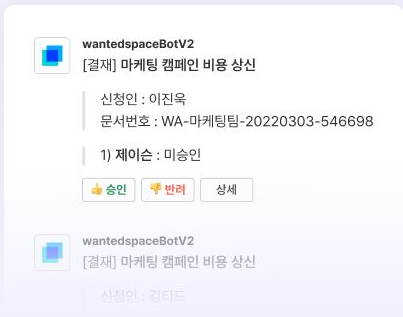 wantedspaceBotV2
[결재] 마케팅 캠페인 비용 상신
신청인 : 이진욱
문서번호 : WA-마케팅팀-20220303-546698
1) 제이슨 : 미승인
👍 승인 👎 반려 상세
wantedspaceBotV2
[결재] 마케팅 캠페인 비용 상신
신청인 : 김티드